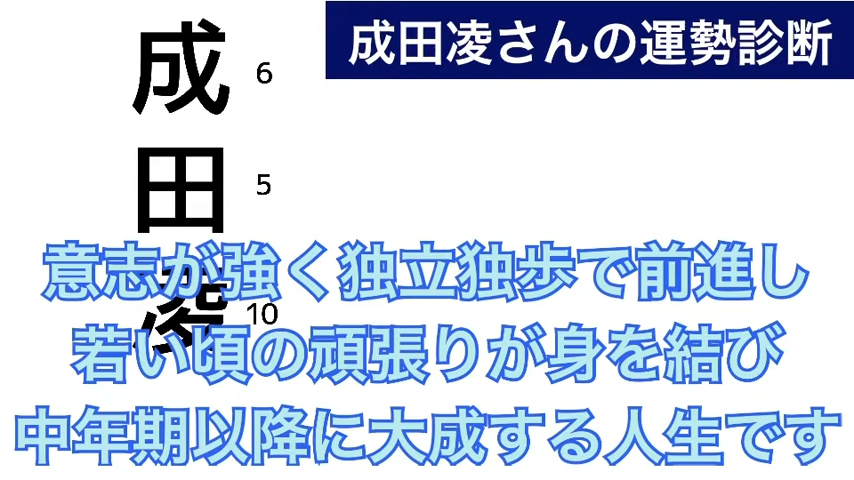 成田凌さんの運勢診断
成 6
田 5
凌 10
意志が強く独立独歩で前進し
若い頃の頑張りが身を結び
中年期以降に大成する人生です